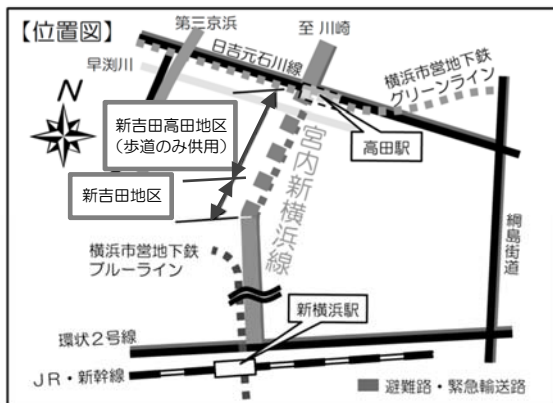 【位置図】
第三京浜
至 川崎
日吉元石川線
早渕川
横浜市営地下鉄
グリーンライン
N
新吉田高田地区
（歩道のみ供用）
高田駅
宮内新横浜線
新吉田地区
綱島街道
横浜市営地下鉄
ブルーライン
新横浜駅
環状２号線
ＪＲ・新幹線
避難路・緊急輸送路